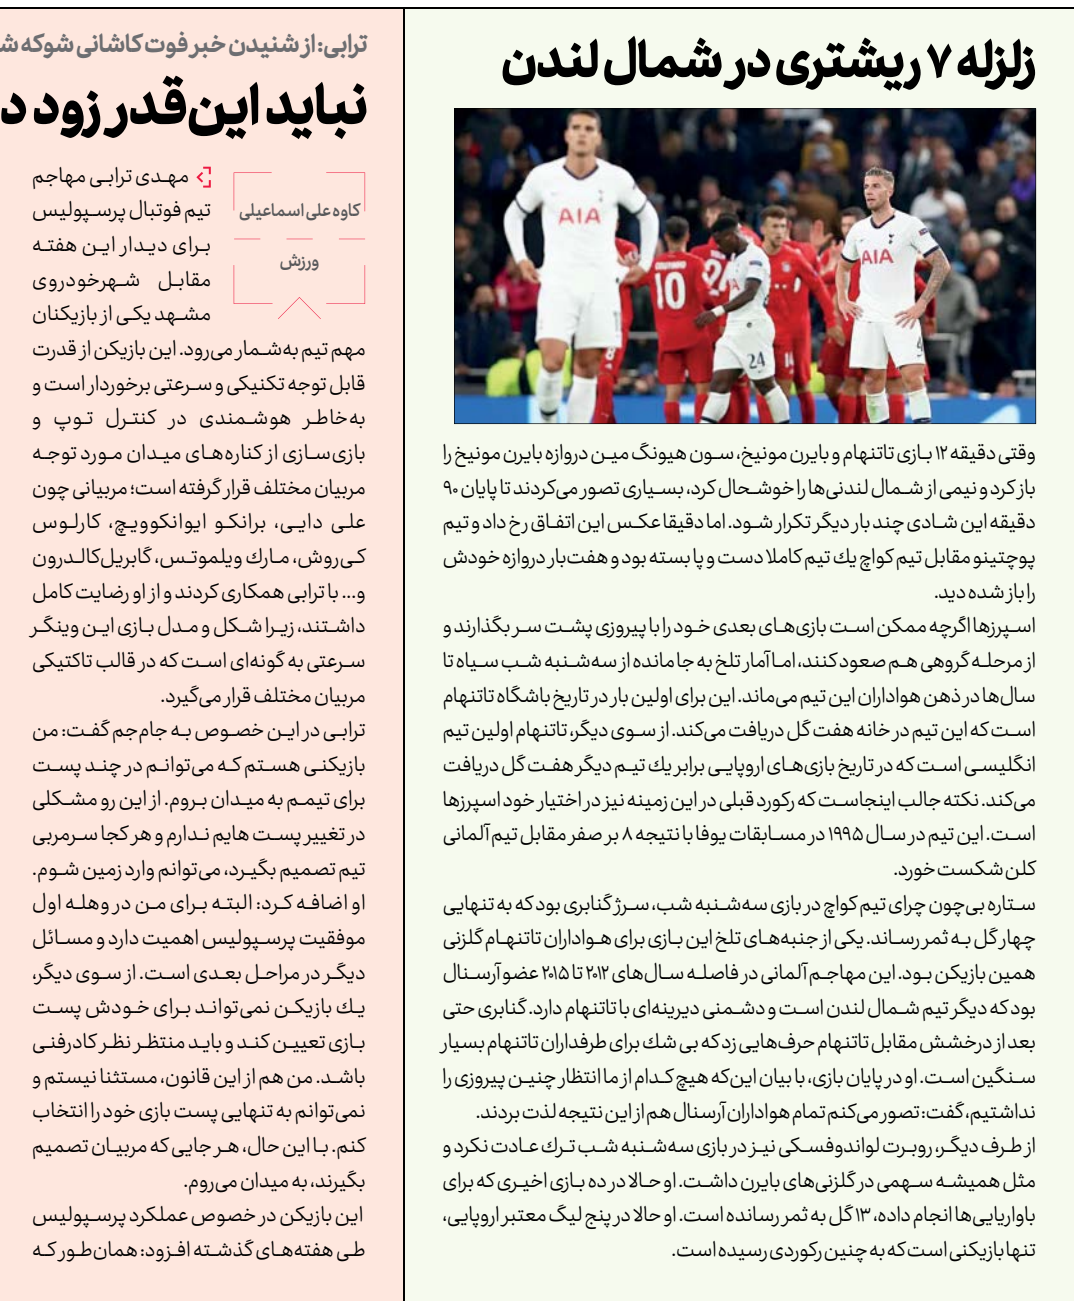 زلزله ۷ ریشتری در شمال لندن
AIA
AIA
10
24
24
8
4
وقتی دقیقه ۱۲ بازی تاتنهام و بایرن مونیخ، سون هیونگ مین دروازه بایرن مونیخ را
باز کرد و نیمی از شمال لندنی‌ها را خوشحال کرد، بسیاری تصور می‌کردند تا پایان ۹۰
دقیقه این شادی چند بار دیگر تکرار شود. اما دقیقا عکس این اتفاق رخ داد و تیم
پوچتینو مقابل تیم کواچ یك تیم کاملا دست و پا بسته بود و هفت‌بار دروازه خودش
را باز شده دید.
اسپرزها اگرچه ممکن است بازی‌های بعدی خود را با پیروزی پشت سر بگذارند و
از مرحله گروهی هم صعود کنند، اما آمار تلخ به جا مانده از سه‌شنبه شب سیاه تا
سال‌ها در ذهن هواداران این تیم می‌ماند. این برای اولین بار در تاریخ باشگاه تاتنهام
است که این تیم در خانه هفت گل دریافت می‌کند. از سوی دیگر، تاتنهام اولین تیم
انگلیسی است که در تاریخ بازی‌های اروپایی برابر یك تیم دیگر هفت گل دریافت
می‌کند. نکته جالب اینجاست که رکورد قبلی در این زمینه نیز در اختیار خود اسپرزها
است. این تیم در سال ۱۹۹۵ در مسابقات یوفا با نتیجه ۸ بر صفر مقابل تیم آلمانی
کلن شکست خورد.
ستاره بی‌چون چرای تیم کواچ در بازی سه‌شنبه شب، سرژ گنابری بود که به تنهایی
چهار گل به ثمر رساند. یکی از جنبه‌های تلخ این بازی برای هواداران تاتنهام گلزنی
همین بازیکن بود. این مهاجم آلمانی در فاصله سال‌های ۲۰۱۲ تا ۲۰۱۵ عضو آرسنال
بود که دیگر تیم شمال لندن است و دشمنی دیرینه‌ای با تاتنهام دارد. گنابری حتی
بعد از درخشش مقابل تاتنهام حرف‌هایی زد که بی شك برای طرفداران تاتنهام بسیار
سنگین است. او در پایان بازی، با بیان این‌که هیچ کدام از ما انتظار چنین پیروزی را
نداشتیم، گفت: تصور می‌کنم تمام هواداران آرسنال هم از این نتیجه لذت بردند.
از طرف دیگر، روبرت لواندوفسکی نیز در بازی سه‌شنبه شب ترك عادت نکرد و
مثل همیشه سهمی در گلزنی‌های بایرن داشت. او حالا در ده بازی اخیری که برای
باواریایی‌ها انجام داده، ۱۳ گل به ثمر رسانده است. او حالا در پنج لیگ معتبر اروپایی،
تنها بازیکنی است که به چنین رکوردی رسیده است.
ترابی: از شنیدن خبر فوت کاشانی شوکه
نباید این‌قدر زود
کاوه علی اسماعیلی
ورزش
مهدی ترابی مهاجم
تیم فوتبال پرسپولیس
برای دیدار این هفته
مقابل شهرخودروی
مشهد یکی از بازیکنان
مهم تیم به‌شمار می‌رود. این بازیکن از قدرت
قابل توجه تکنیکی و سرعتی برخوردار است و
به‌خاطر هوشمندی در کنترل توپ و
بازی‌سازی از کناره‌های میدان مورد توجه
مربیان مختلف قرار گرفته است؛ مربیانی چون
علی دایی، برانکو ایوانکوویچ، کارلوس
کی‌روش، مارك ویلموتس، گابریل کالدرون
و... با ترابی همکاری کردند و از او رضایت کامل
داشتند، زیرا شکل و مدل بازی این وینگر
سرعتی به گونه‌ای است که در قالب تاکتیکی
مربیان مختلف قرار می‌گیرد.
ترابی در این خصوص به جام‌جم گفت: من
بازیکنی هستم که می‌توانم در چند پست
برای تیمم به میدان بروم. از این رو مشکلی
در تغییر پست هایم ندارم و هر کجا سرمربی
تیم تصمیم بگیرد، می‌توانم وارد زمین شوم.
او اضافه کرد: البته برای من در وهله اول
موفقیت پرسپولیس اهمیت دارد و مسائل
دیگر در مراحل بعدی است. از سوی دیگر،
یك بازیکن نمی‌تواند برای خودش پست
بازی تعیین کند و باید منتظر نظر کادرفنی
باشد. من هم از این قانون، مستثنا نیستم و
نمی‌توانم به تنهایی پست بازی خود را انتخاب
کنم. با این حال، هر جایی که مربیان تصمیم
بگیرند، به میدان می‌روم.
این بازیکن در خصوص عملکرد پرسپولیس
طی هفته‌های گذشته افزود: همان‌طور که